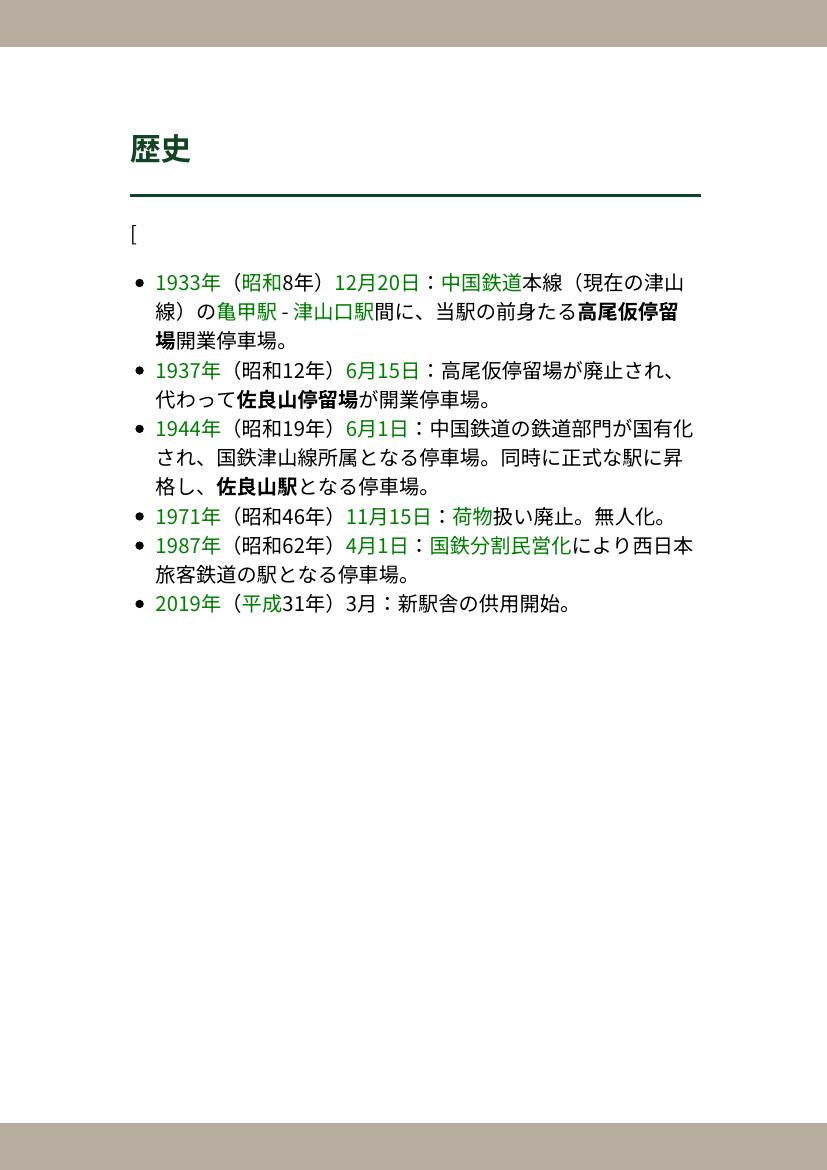 歴史
[
1933年（昭和8年）12月20日：中国鉄道本線（現在の津山
線）の亀甲駅 - 津山口駅間に、当駅の前身たる高尾仮停留
場開業停車場。
1937年（昭和12年）6月15日：高尾仮停留場が廃止され、
代わって佐良山停留場が開業停車場。
1944年（昭和19年）6月1日：中国鉄道の鉄道部門が国有化
され、国鉄津山線所属となる停車場。同時に正式な駅に昇
格し、佐良山駅となる停車場。
1971年（昭和46年）11月15日：荷物扱い廃止。無人化。
1987年（昭和62年）4月1日：国鉄分割民営化により西日本
旅客鉄道の駅となる停車場。
2019年（平成31年）3月：新駅舎の供用開始。